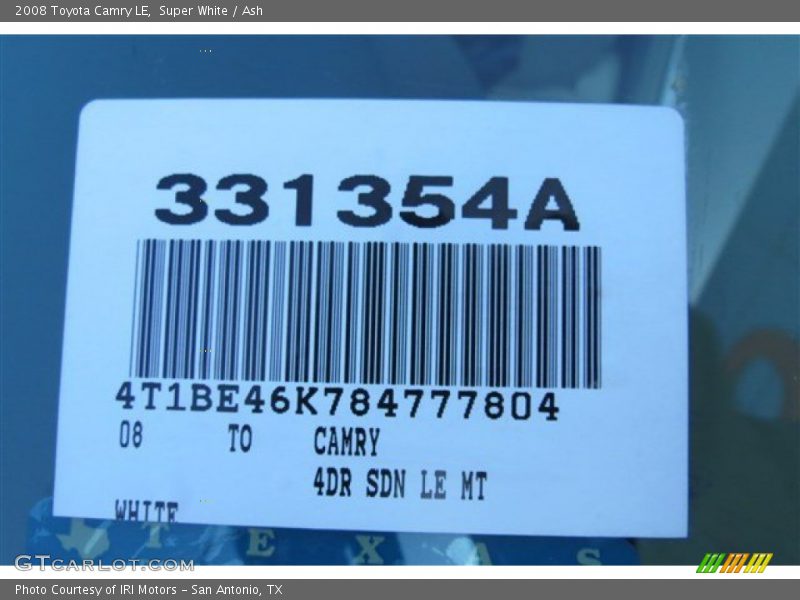 2008 Toyota Camry LE, Super White / Ash
331354A
4T1BE46K784777804
08 TO CAMRY
4DR SDN LE MT
WHITE
TEXAS
GTCARLOT.COM
Photo Courtesy of IRI Motors - San Antonio, TX